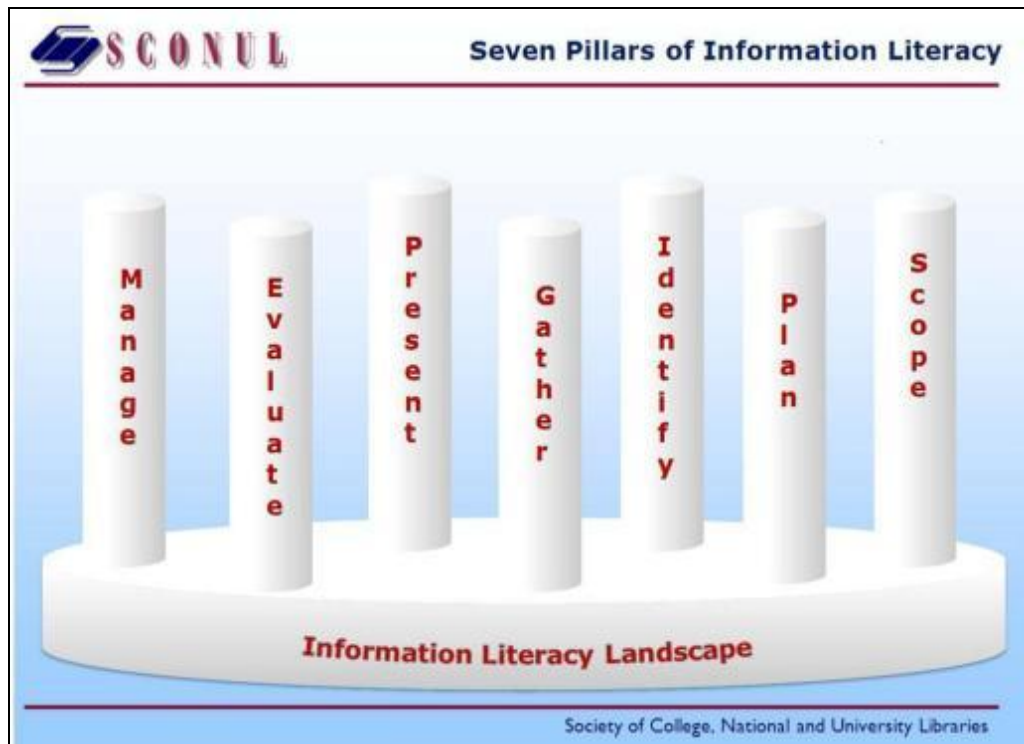 SCONUL
Seven Pillars of Information Literacy
Manage
Evaluate
Present
Gather
Identify
Plan
Scope
Information Literacy Landscape
Society of College, National and University Libraries